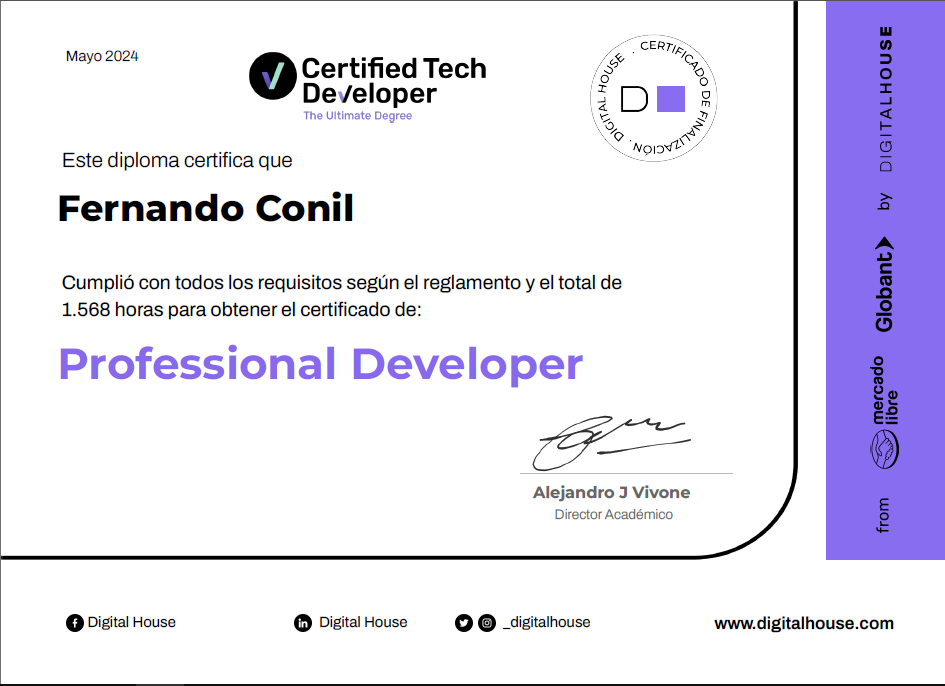 Mayo 2024
Certified Tech
Developer
The Ultimate Degree
DIGITAL HOUSE · CERTIFICADO DE FINALIZACIÓN ·
D
Este diploma certifica que
Fernando Conil
Cumplió con todos los requisitos según el reglamento y el total de
1.568 horas para obtener el certificado de:
Professional Developer
Alejandro J Vivone
Director Académico
from
mercado
libre
Globant
by
DIGITALHOUSE
Digital House
Digital House
_digitalhouse
www.digitalhouse.com